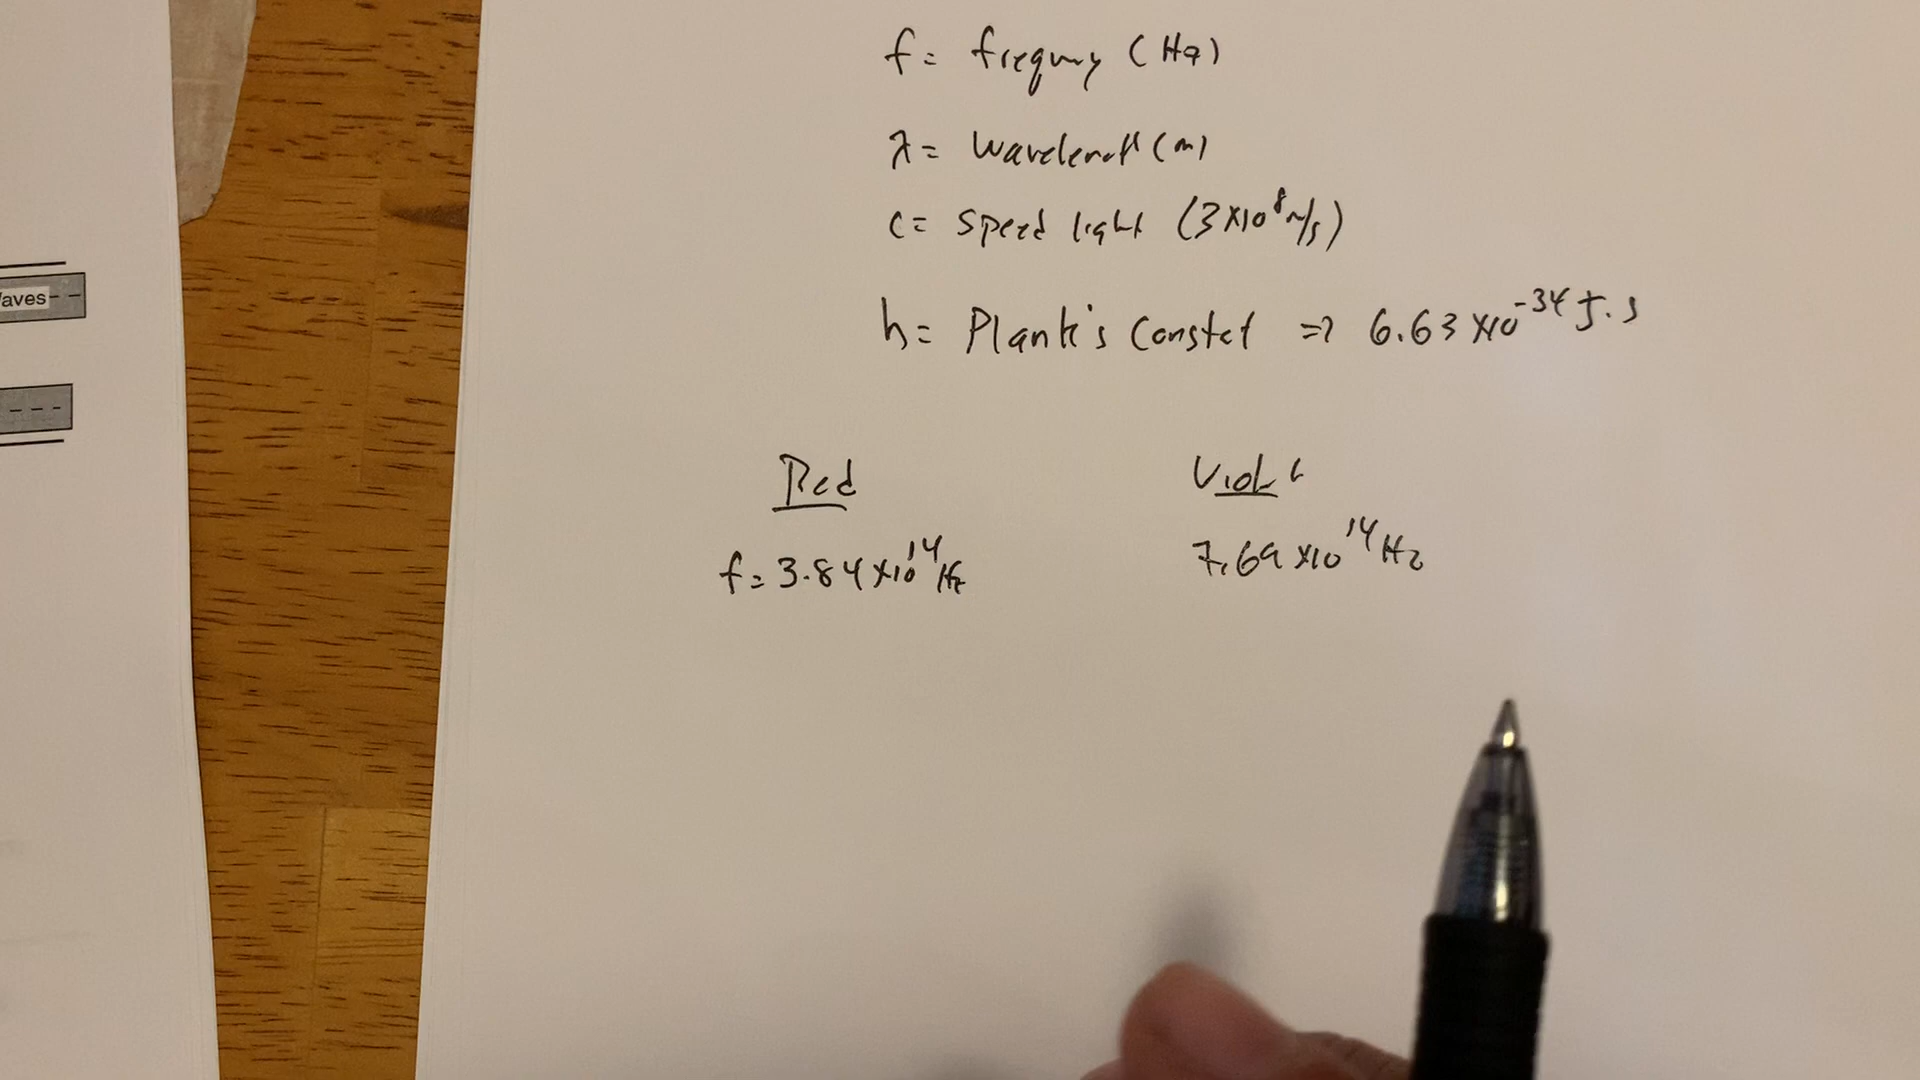 f = frequency (Hz)
λ = wavelength (m)
c = speed light (3×10⁸ m/s)
h = Plank's Constet => 6.63 ×10⁻³⁴ J.s
Waves
Red
Violet
f = 3.84×10¹⁴ Hz
7.69 ×10¹⁴ Hz